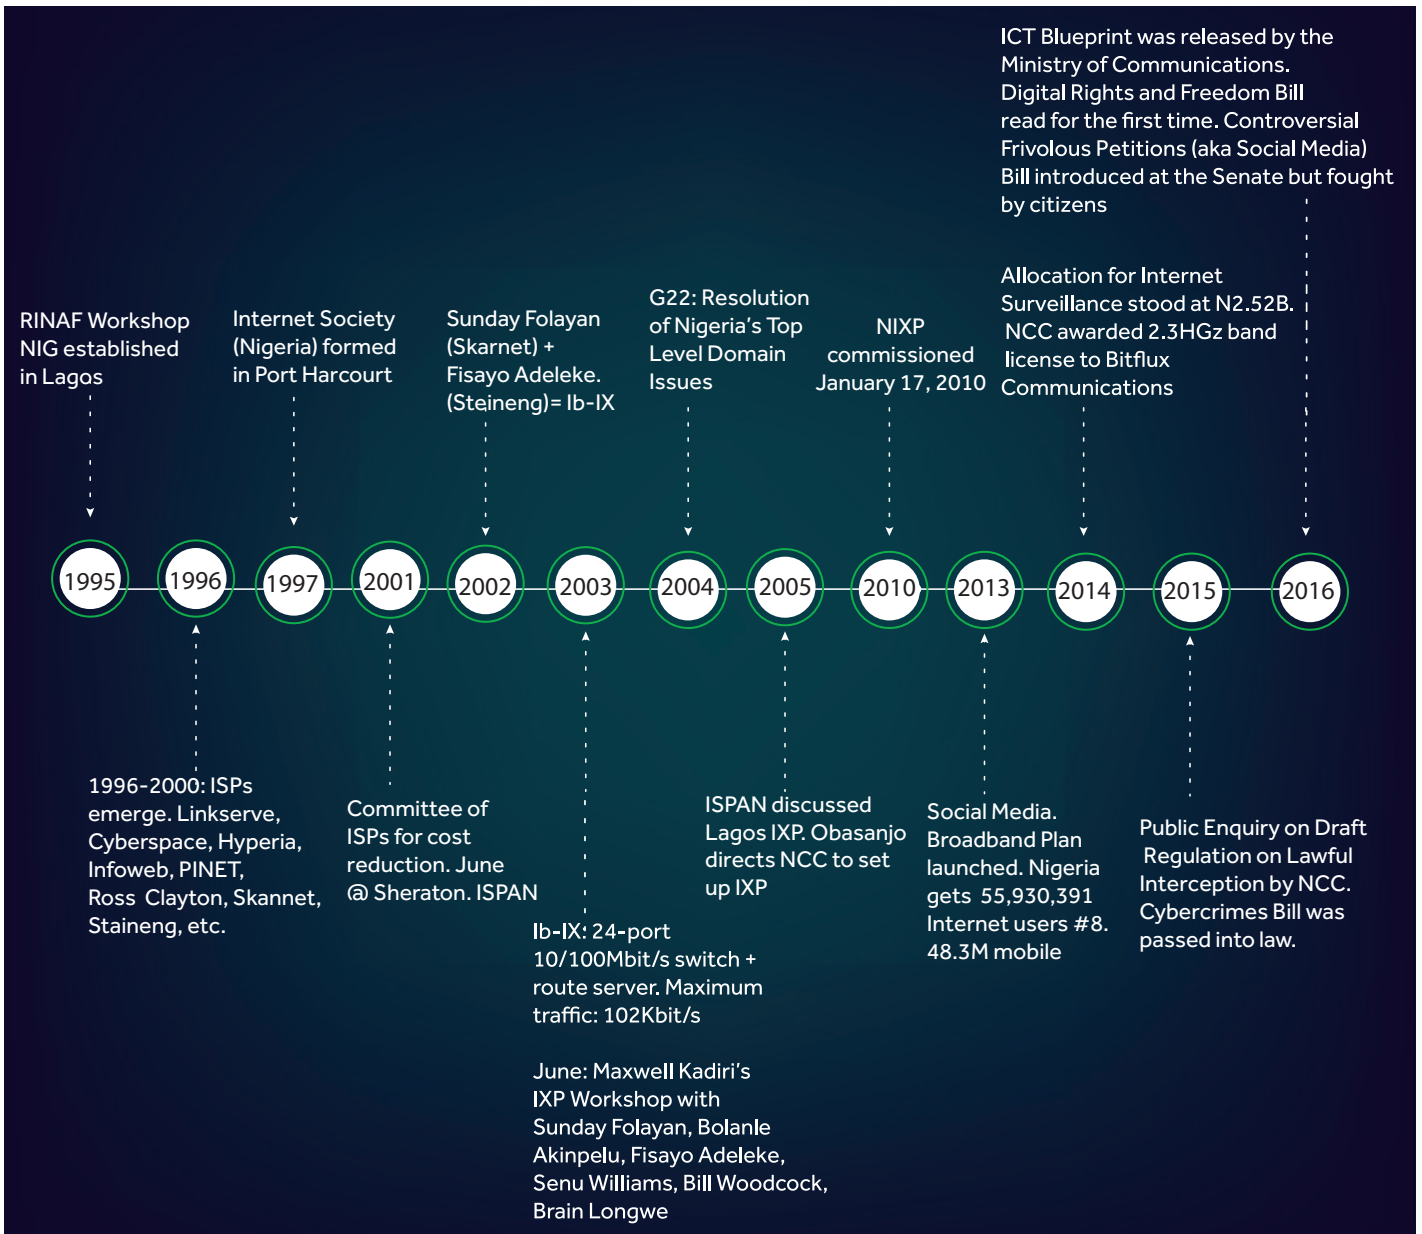 ICT Blueprint was released by the
Ministry of Communications.
Digital Rights and Freedom Bill
read for the first time. Controversial
Frivolous Petitions (aka Social Media)
Bill introduced at the Senate but fought
by citizens
RINAF Workshop
NIG established
in Lagos
Internet Society
(Nigeria) formed
in Port Harcourt
Sunday Folayan
(Skarnet) +
Fisayo Adeleke.
(Steineng)= Ib-IX
G22: Resolution
of Nigeria's Top
Level Domain
Issues
NIXP
commissioned
January 17, 2010
Allocation for Internet
Surveillance stood at N2.52B.
NCC awarded 2.3HGz band
license to Bitflux
Communications
1995
1996
1997
2001
2002
2003
2004
2005
2010
2013
2014
2015
2016
1996-2000: ISPs
emerge. Linkserve,
Cyberspace, Hyperia,
Infoweb, PINET,
Ross Clayton, Skannet,
Staineng, etc.
Committee of
ISPs for cost
reduction. June
@ Sheraton. ISPAN
Ib-IX: 24-port
10/100Mbit/s switch +
route server. Maximum
traffic: 102Kbit/s
June: Maxwell Kadiri's
IXP Workshop with
Sunday Folayan, Bolanle
Akinpelu, Fisayo Adeleke,
Senu Williams, Bill Woodcock,
Brain Longwe
ISPAN discussed
Lagos IXP. Obasanjo
directs NCC to set
up IXP
Social Media.
Broadband Plan
launched. Nigeria
gets 55,930,391
Internet users #8.
48.3M mobile
Public Enquiry on Draft
Regulation on Lawful
Interception by NCC.
Cybercrimes Bill was
passed into law.